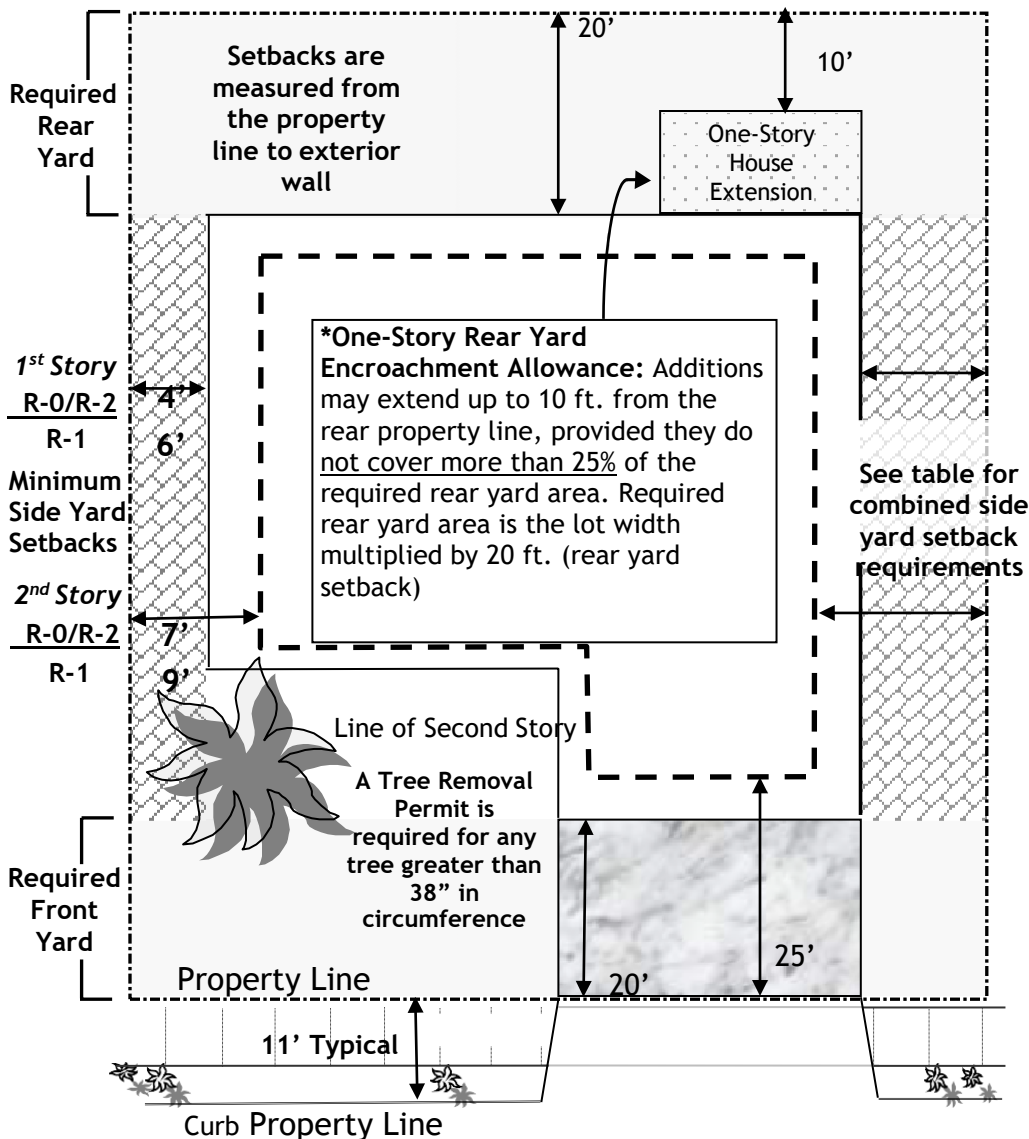 20’
10’
Setbacks are
measured from
the property
line to exterior
wall
Required
Rear
Yard
One-Story
House
Extension
*One-Story Rear Yard
Encroachment Allowance: Additions
may extend up to 10 ft. from the
rear property line, provided they do
not cover more than 25% of the
required rear yard area. Required
rear yard area is the lot width
multiplied by 20 ft. (rear yard
setback)
1st Story
R-0/R-2 4’
R-1 6’
Minimum
Side Yard
Setbacks
2nd Story
R-0/R-2 7’
R-1 9’
See table for
combined side
yard setback
requirements
Line of Second Story
A Tree Removal
Permit is
required for any
tree greater than
38” in
circumference
Required
Front
Yard
25’
20’
Property Line
11’ Typical
Curb Property Line